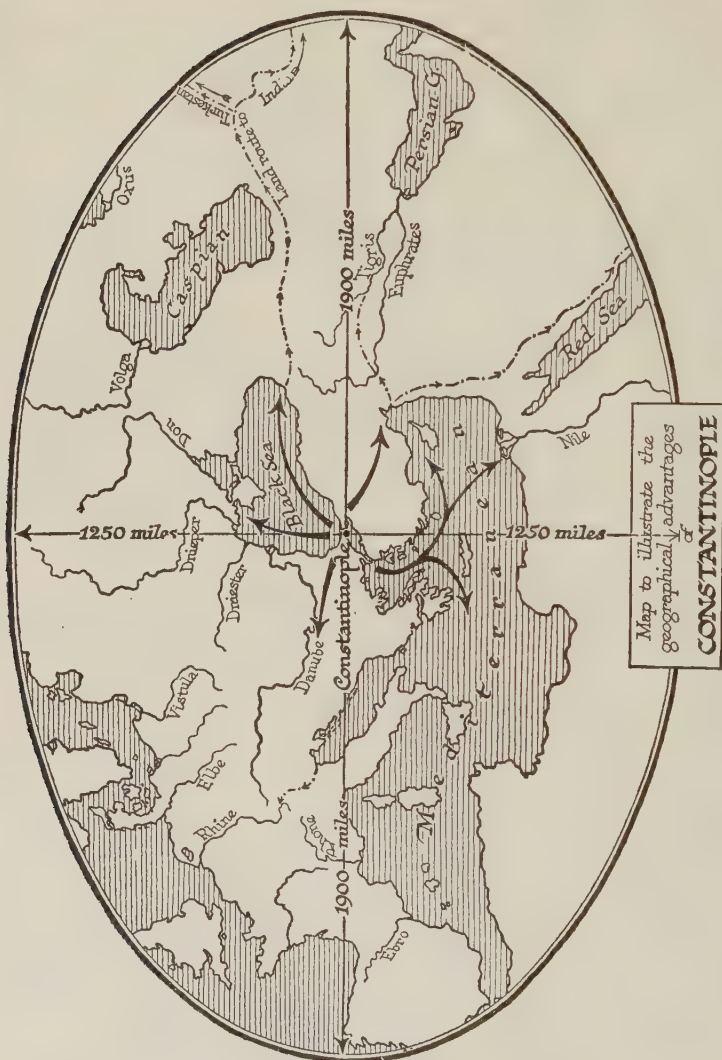 Map to illustrate the
geographical advantages
of
CONSTANTINOPLE
1250 miles
1250 miles
1900 miles
1900 miles
Constantinople
Vistula
Elbe
Rhine
Rhone
Ebro
Danube
Dniester
Dnieper
Don
Volga
Caspian
Oxus
Turkestan
Land route to India
Black Sea
Tigris
Euphrates
Persian G.
Red Sea
Nile
Mediterranean